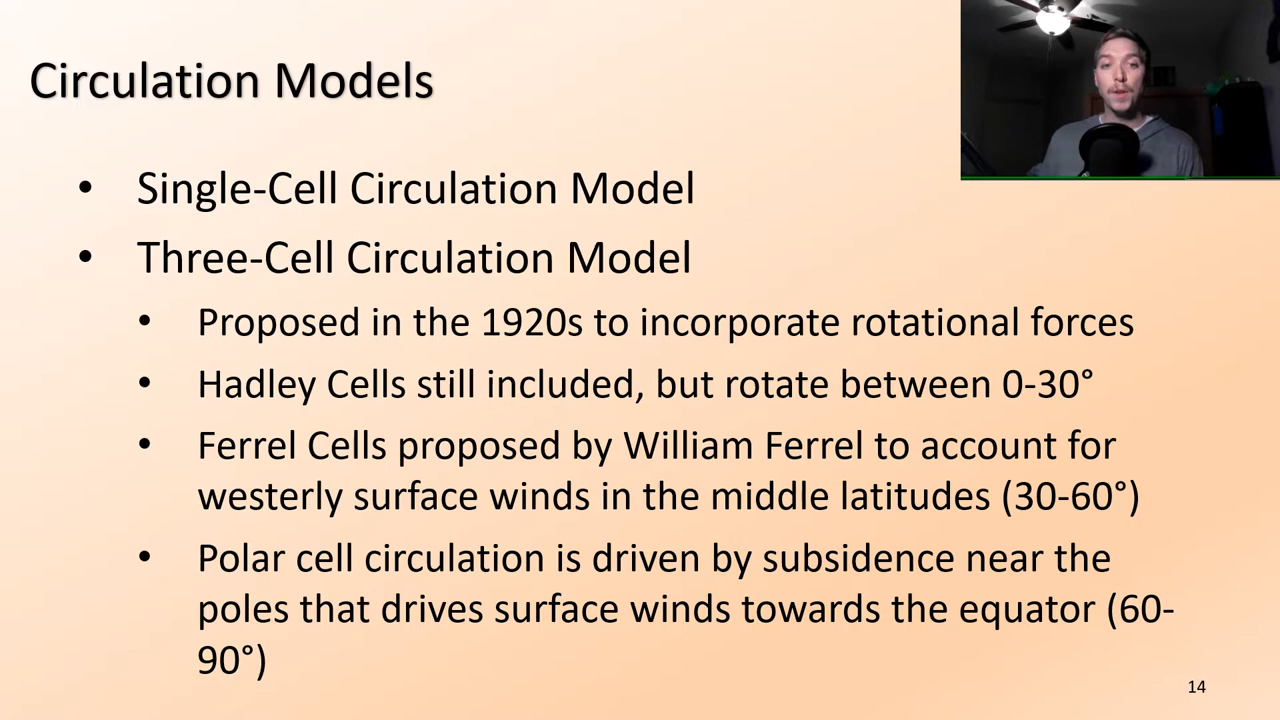 Circulation Models
• Single-Cell Circulation Model
• Three-Cell Circulation Model
• Proposed in the 1920s to incorporate rotational forces
• Hadley Cells still included, but rotate between 0-30°
• Ferrel Cells proposed by William Ferrel to account for
westerly surface winds in the middle latitudes (30-60°)
• Polar cell circulation is driven by subsidence near the
poles that drives surface winds towards the equator (60-
90°)
14